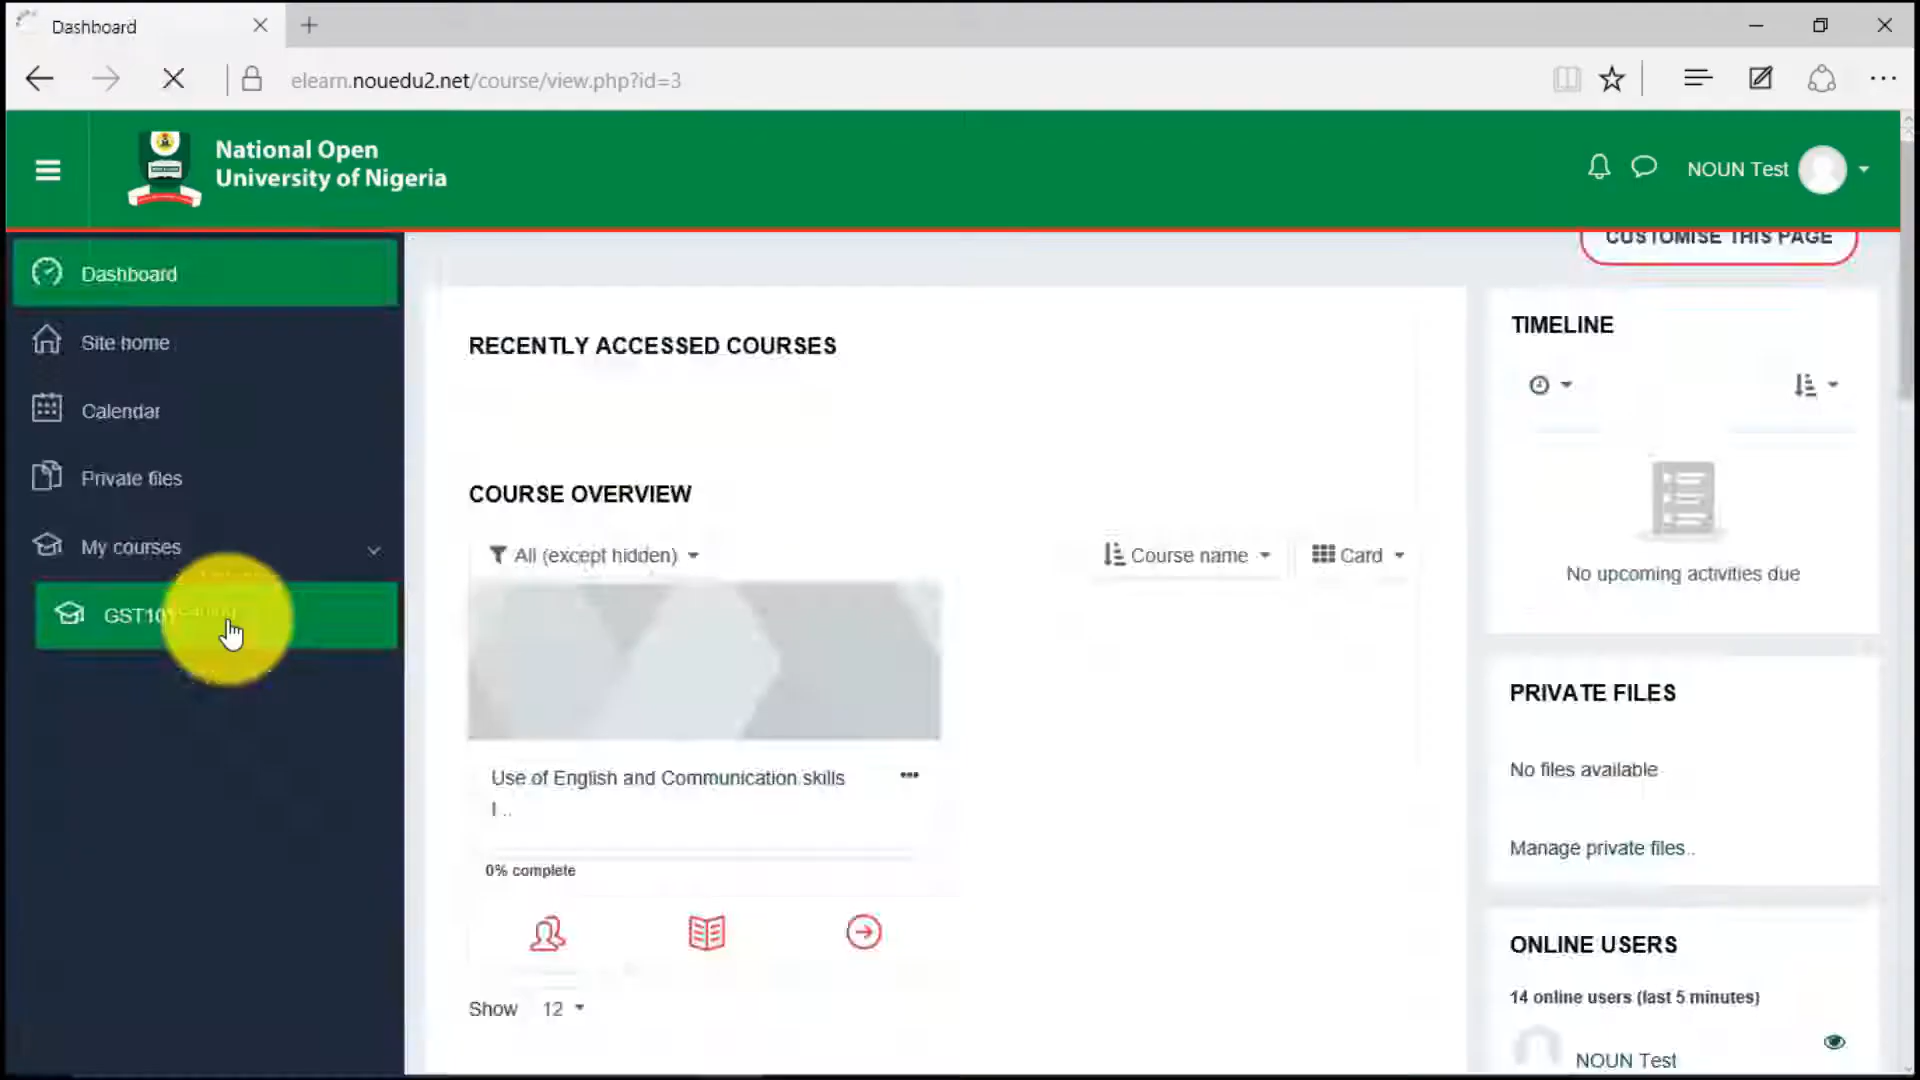 Dashboard
elearn.nouedu2.net/course/view.php?id=3
National Open
University of Nigeria
NOUN Test
CUSTOMISE THIS PAGE
Dashboard
Site home
Calendar
Private files
My courses
GST101
RECENTLY ACCESSED COURSES
COURSE OVERVIEW
All (except hidden)
Course name
Card
Use of English and Communication skills
I ..
0% complete
Show 12
TIMELINE
No upcoming activities due
PRIVATE FILES
No files available
Manage private files..
ONLINE USERS
14 online users (last 5 minutes)
NOUN Test